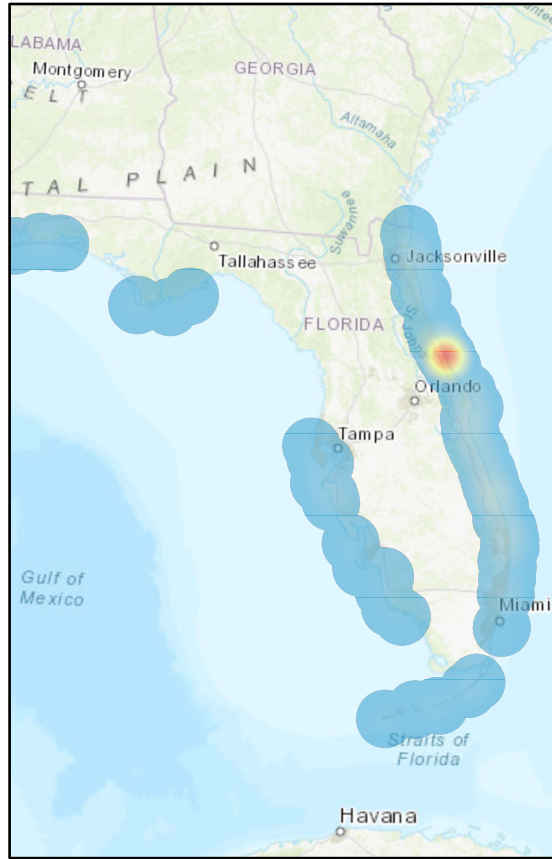 LABAMA
Montgomery
GEORGIA
E L T
Altamaha
TAL PLAIN
Suwannee
Tallahassee
Jacksonville
FLORIDA
St Johns
Orlando
Tampa
Gulf of
Mexico
Miami
Straits of
Florida
Havana